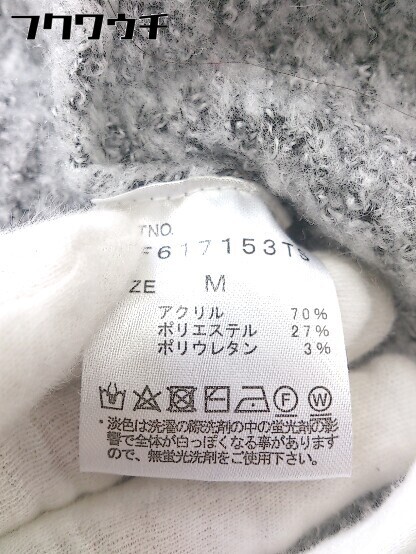 フクワウチ
TNO.
F617153TS
ZE M
アクリル 70%
ポリエステル 27%
ポリウレタン 3%
F W
・淡色は洗濯の際洗剤の中の蛍光剤の影
響で全体が白っぽくなる事があります
ので、無蛍光洗剤をご使用下さい。